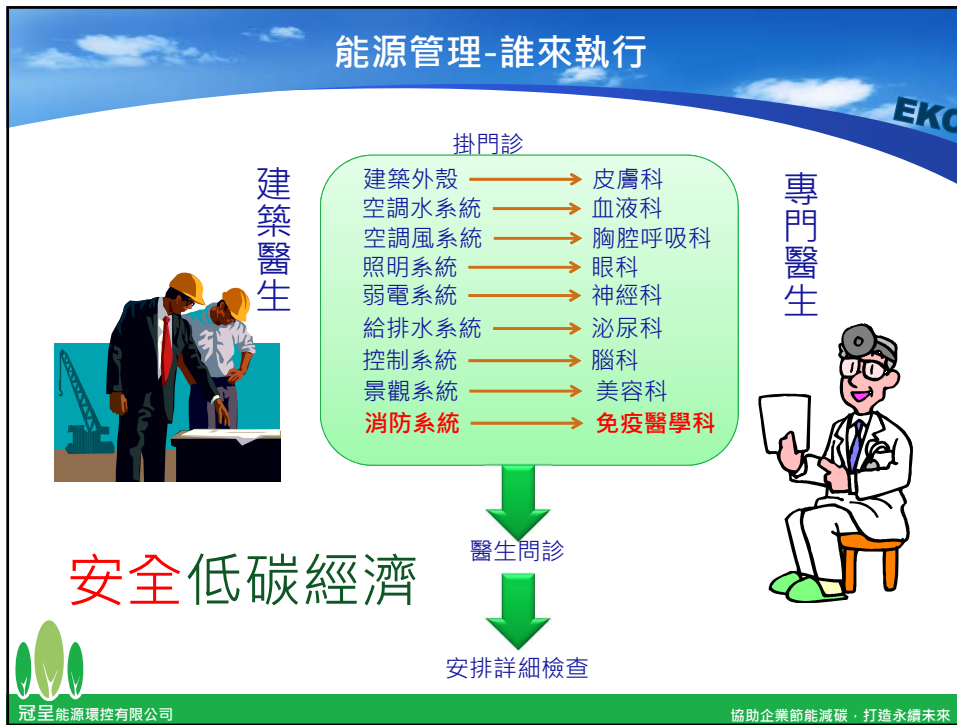 能源管理-誰來執行
EKC
掛門診
建築醫生
建築外殼 皮膚科
空調水系統 血液科
空調風系統 胸腔呼吸科
照明系統 眼科
弱電系統 神經科
給排水系統 泌尿科
控制系統 腦科
景觀系統 美容科
消防系統 免疫醫學科
專門醫生
醫生問診
安全低碳經濟
安排詳細檢查
冠呈能源環控有限公司
協助企業節能減碳，打造永續未來